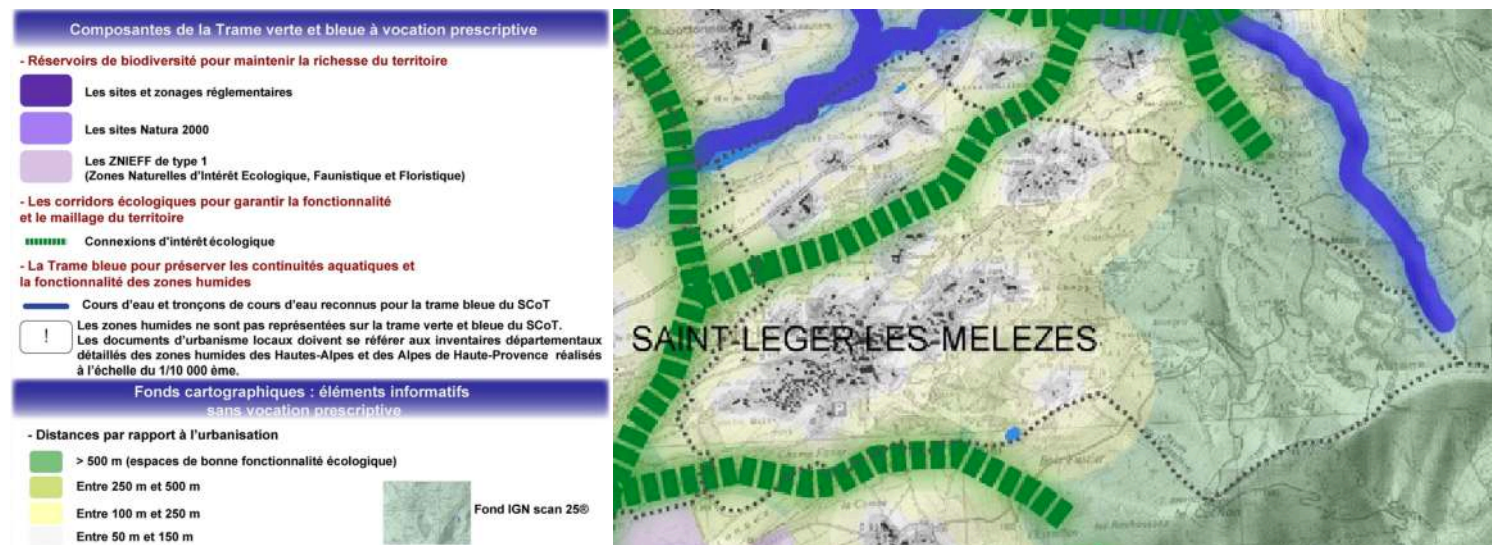 Composantes de la Trame verte et bleue à vocation prescriptive
- Réservoirs de biodiversité pour maintenir la richesse du territoire
Les sites et zonages réglementaires
Les sites Natura 2000
Les ZNIEFF de type 1
(Zones Naturelles d'Intérêt Ecologique, Faunistique et Floristique)
- Les corridors écologiques pour garantir la fonctionnalité
et le maillage du territoire
Connexions d'intérêt écologique
- La Trame bleue pour préserver les continuités aquatiques et
la fonctionnalité des zones humides
Cours d'eau et tronçons de cours d'eau reconnus pour la trame bleue du SCoT
!
Les zones humides ne sont pas représentées sur la trame verte et bleue du SCoT.
Les documents d'urbanisme locaux doivent se référer aux inventaires départementaux
détaillés des zones humides des Hautes-Alpes et des Alpes de Haute-Provence réalisés
à l'échelle du 1/10 000 ème.
Fonds cartographiques : éléments informatifs
sans vocation prescriptive
- Distances par rapport à l'urbanisation
> 500 m (espaces de bonne fonctionnalité écologique)
Entre 250 m et 500 m
Entre 100 m et 250 m
Entre 50 m et 150 m
Fond IGN scan 25®
SAINT-LEGER-LES-MELEZES
P